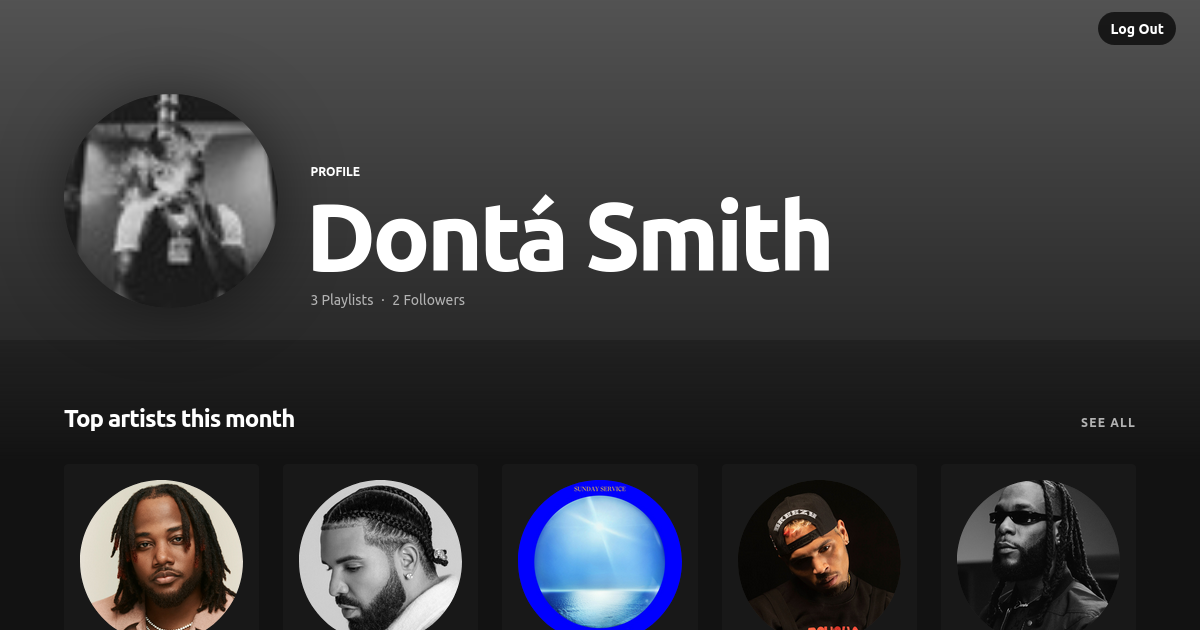 Log Out
PROFILE
Dontá Smith
3 Playlists · 2 Followers
Top artists this month
SEE ALL
SUNDAY SERVICE